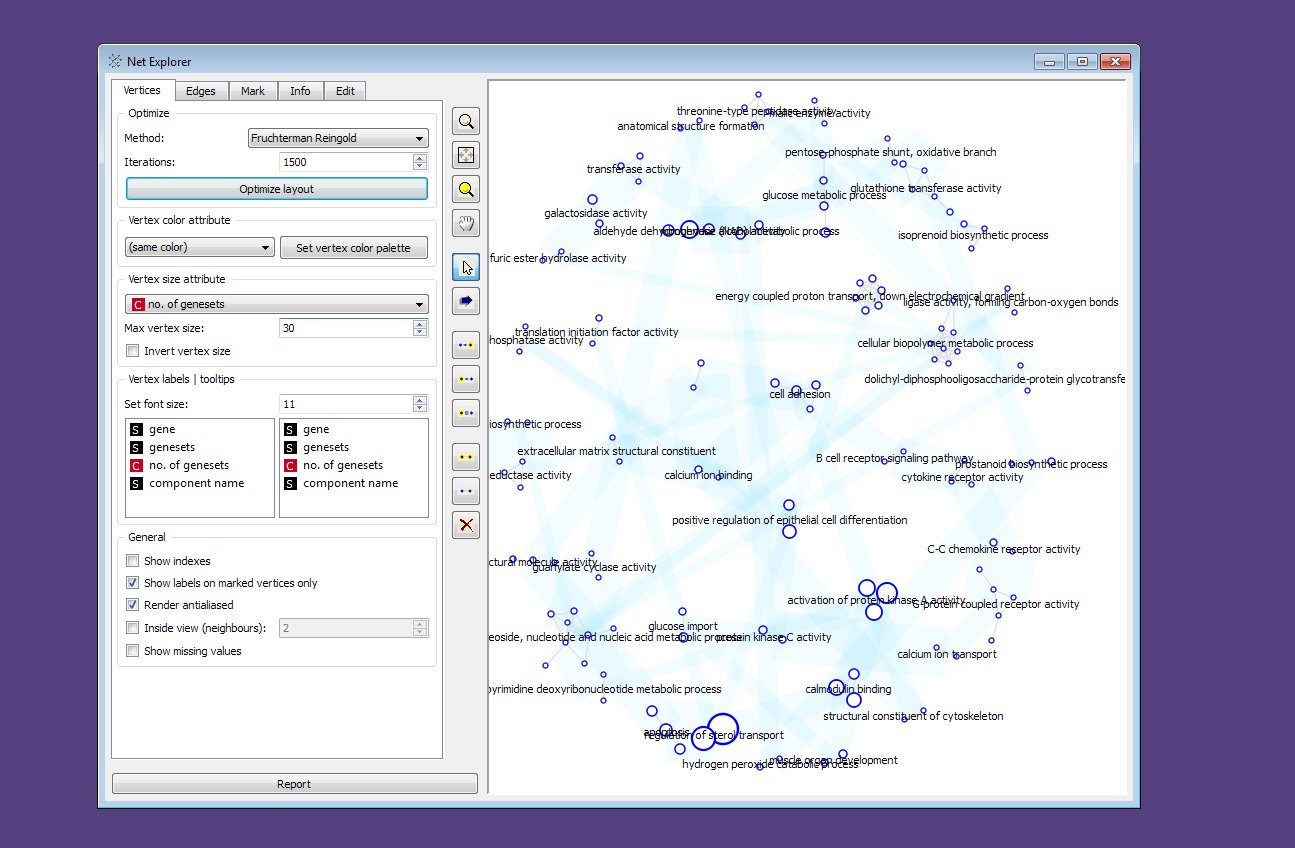 Net Explorer
Vertices Edges Mark Info Edit
Optimize
Method: Fruchterman Reingold
Iterations: 1500
Optimize layout
Vertex color attribute
(same color) Set vertex color palette
Vertex size attribute
C no. of genesets
Max vertex size: 30
Invert vertex size
Vertex labels | tooltips
Set font size: 11
S gene S gene
S genesets S genesets
C no. of genesets C no. of genesets
S component name S component name
General
Show indexes
Show labels on marked vertices only
Render antialiased
Inside view (neighbours): 2
Show missing values
Report
threonine-type peptidase activity
malic enzyme activity
anatomical structure formation
pentose-phosphate shunt, oxidative branch
transferase activity
glutathione transferase activity
glucose metabolic process
galactosidase activity
aldehyde dehydrogenase (NAD) activity
isoprenoid biosynthetic process
furic ester hydrolase activity
energy coupled proton transport, down electrochemical gradient
ligase activity, forming carbon-oxygen bonds
translation initiation factor activity
hosphatase activity
cellular biopolymer metabolic process
dolichyl-diphosphooligosaccharide-protein glycotransfe
cell adhesion
iosynthetic process
extracellular matrix structural constituent
B cell receptor signaling pathway
prostanoid biosynthetic process
eductase activity
calcium ion binding
cytokine receptor activity
positive regulation of epithelial cell differentiation
C-C chemokine receptor activity
ctural molecule activity
guanylate cyclase activity
activation of protein kinase A activity
G-protein coupled receptor activity
glucose import
eoside, nucleotide and nucleic acid metabolic process
protein kinase C activity
calcium ion transport
pyrimidine deoxyribonucleotide metabolic process
calmodulin binding
structural constituent of cytoskeleton
apoptosis
regulation of sterol transport
muscle organ development
hydrogen peroxide catabolic process